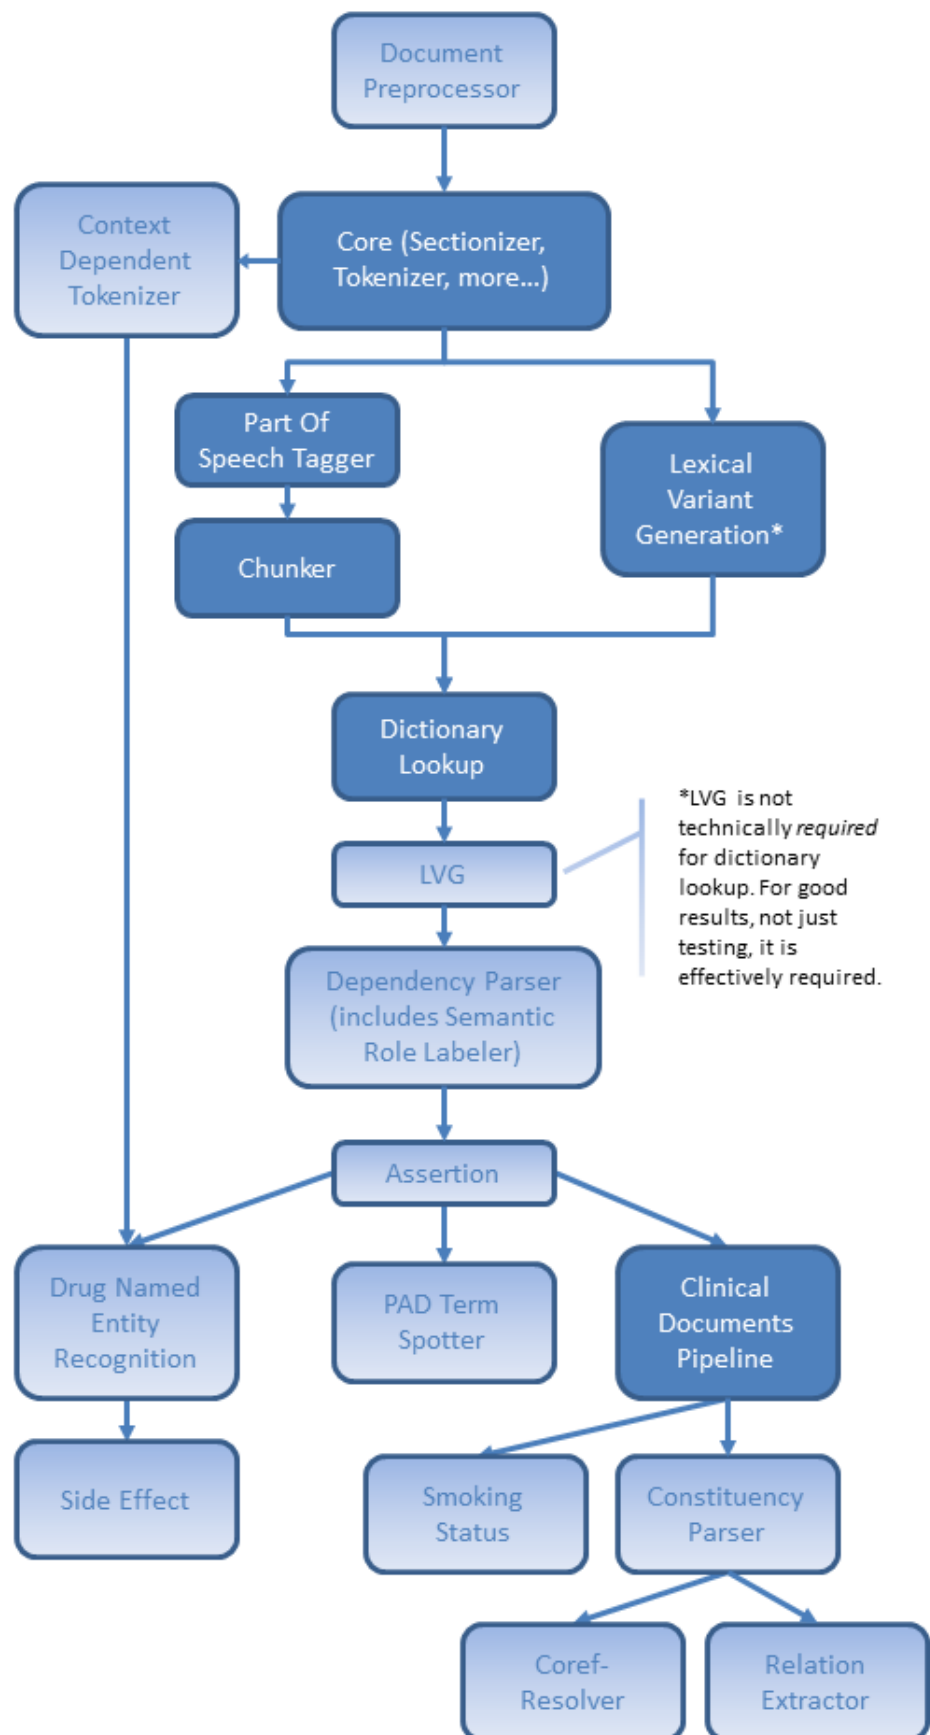 Document
Preprocessor
Context
Dependent
Tokenizer
Core (Sectionizer,
Tokenizer, more...)
Part Of
Speech Tagger
Lexical
Variant
Generation*
Chunker
Dictionary
Lookup
LVG
*LVG is not
technically required
for dictionary
lookup. For good
results, not just
testing, it is
effectively required.
Dependency Parser
(includes Semantic
Role Labeler)
Assertion
Drug Named
Entity
Recognition
PAD Term
Spotter
Clinical
Documents
Pipeline
Side Effect
Smoking
Status
Constituency
Parser
Coref-
Resolver
Relation
Extractor